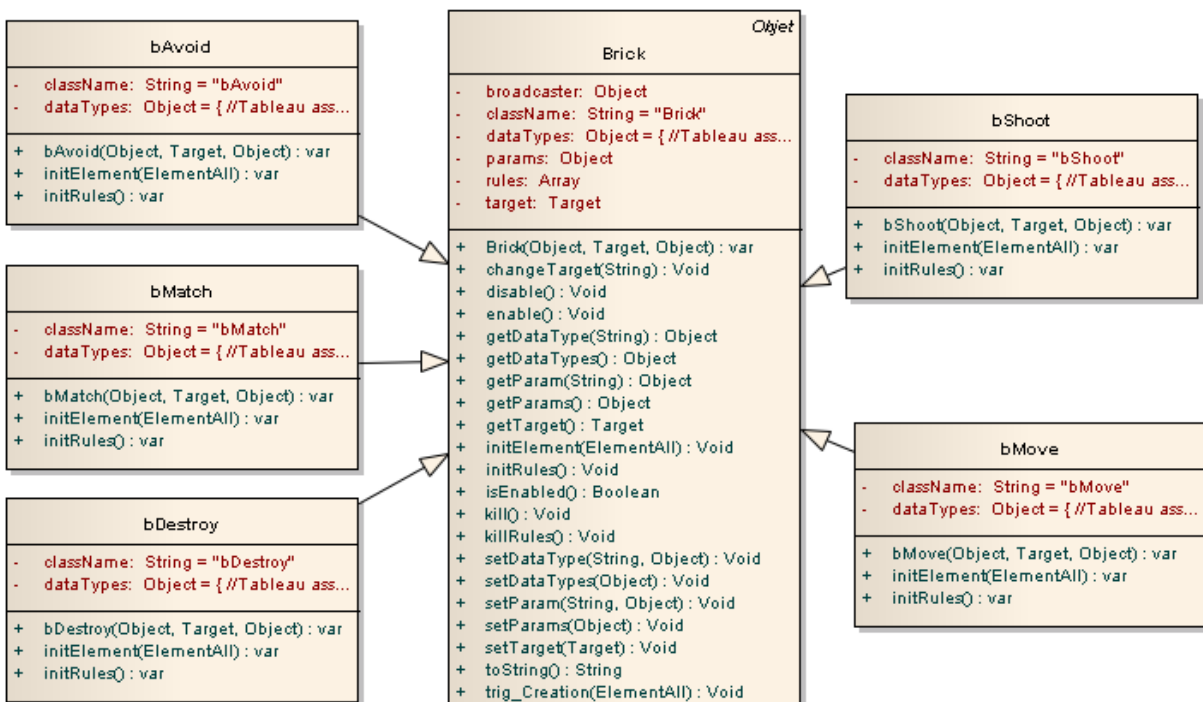 bAvoid
- className: String = "bAvoid"
- dataTypes: Object = { //Tableau ass...
+ bAvoid(Object, Target, Object) : var
+ initElement(ElementAll) : var
+ initRules() : var
bMatch
- className: String = "bMatch"
- dataTypes: Object = { //Tableau ass...
+ bMatch(Object, Target, Object) : var
+ initElement(ElementAll) : var
+ initRules() : var
bDestroy
- className: String = "bDestroy"
- dataTypes: Object = { //Tableau ass...
+ bDestroy(Object, Target, Object) : var
+ initElement(ElementAll) : var
+ initRules() : var
Objet
Brick
- broadcaster: Object
- className: String = "Brick"
- dataTypes: Object = { //Tableau ass...
- params: Object
- rules: Array
- target: Target
+ Brick(Object, Target, Object) : var
+ changeTarget(String) : Void
+ disable() : Void
+ enable() : Void
+ getDataType(String) : Object
+ getDataTypes() : Object
+ getParam(String) : Object
+ getParams() : Object
+ getTarget() : Target
+ initElement(ElementAll) : Void
+ initRules() : Void
+ isEnabled() : Boolean
+ kill() : Void
+ killRules() : Void
+ setDataType(String, Object) : Void
+ setDataTypes(Object) : Void
+ setParam(String, Object) : Void
+ setParams(Object) : Void
+ setTarget(Target) : Void
+ toString() : String
+ trig_Creation(ElementAll) : Void
bShoot
- className: String = "bShoot"
- dataTypes: Object = { //Tableau ass...
+ bShoot(Object, Target, Object) : var
+ initElement(ElementAll) : var
+ initRules() : var
bMove
- className: String = "bMove"
- dataTypes: Object = { //Tableau ass...
+ bMove(Object, Target, Object) : var
+ initElement(ElementAll) : var
+ initRules() : var